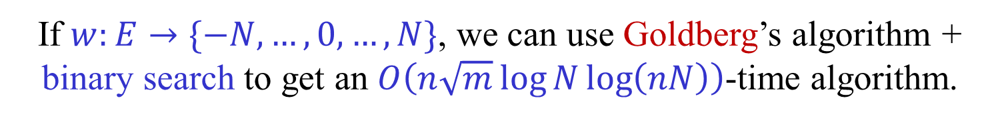 If w: E → {−N, … , 0, … , N}, we can use Goldberg's algorithm +
binary search to get an O(n√m log N log(nN))-time algorithm.